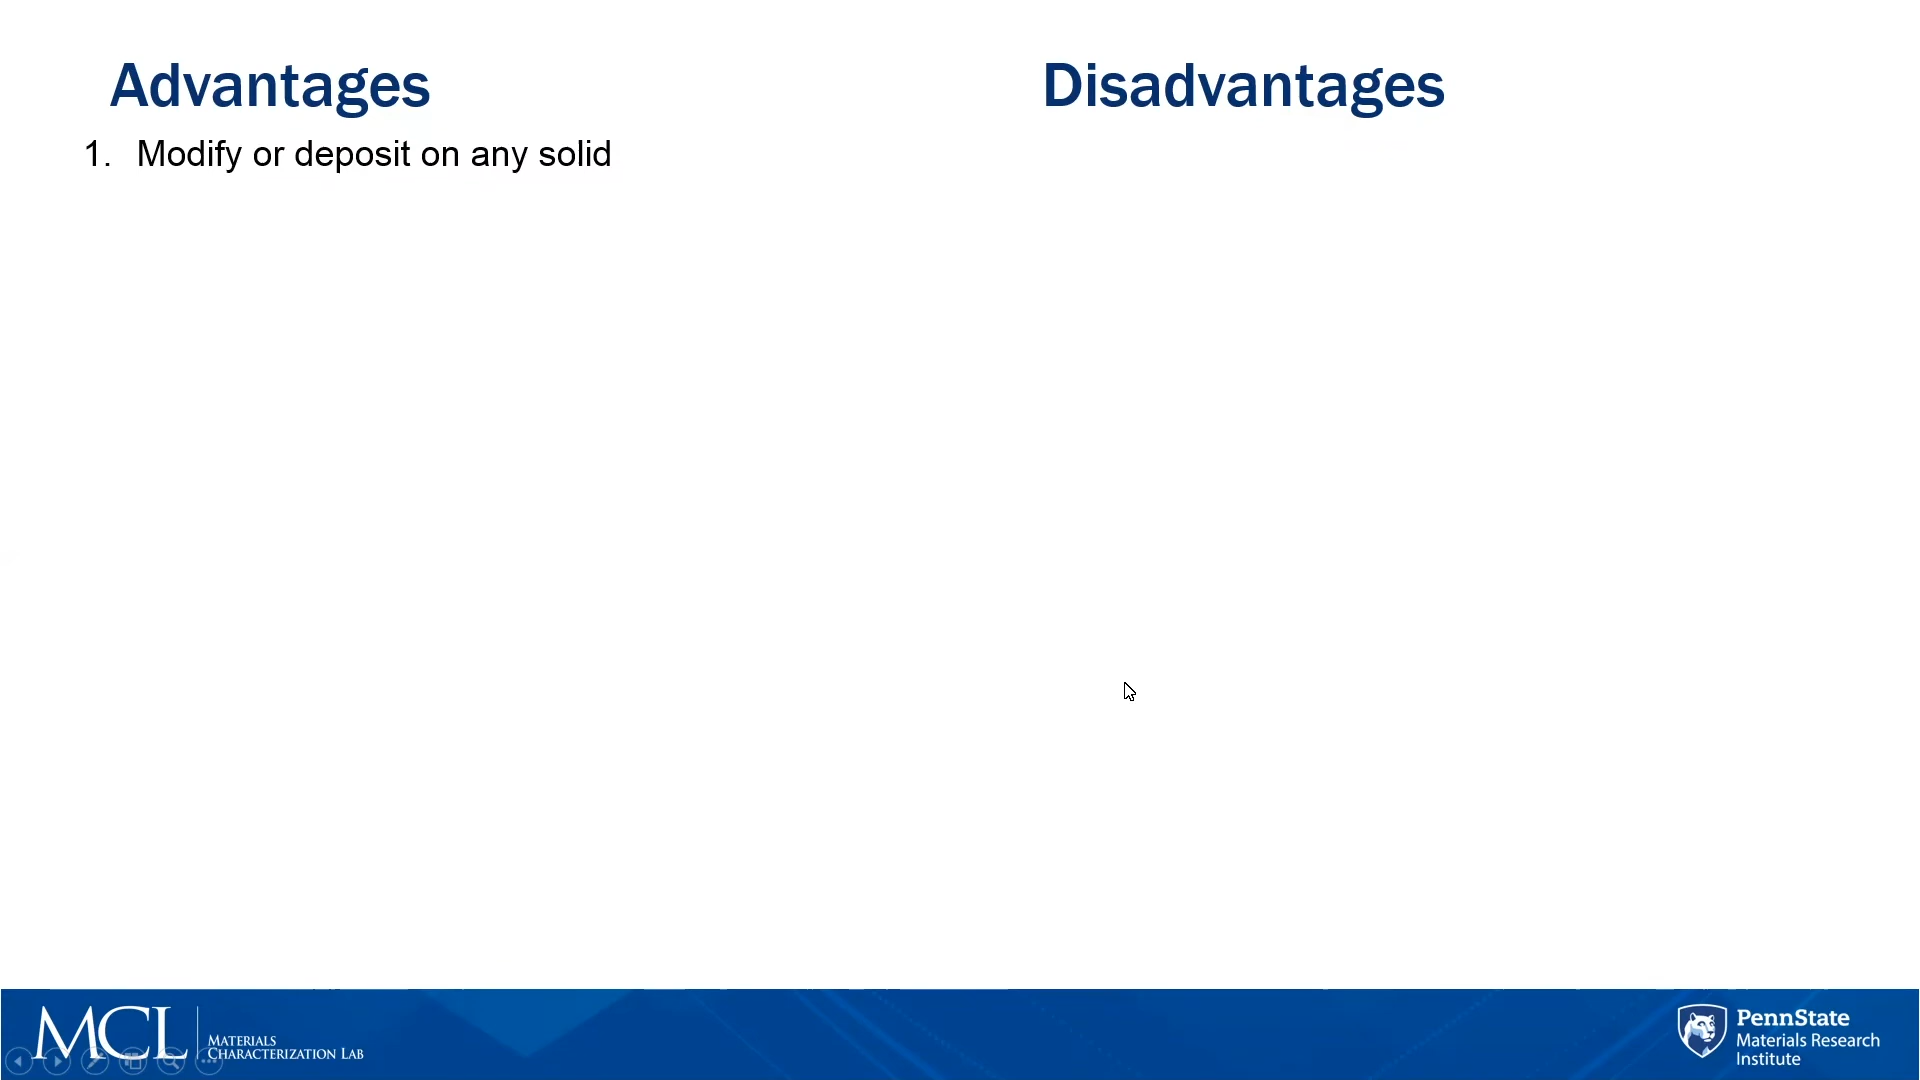 Advantages
Disadvantages
1. Modify or deposit on any solid
MCL
MATERIALS
CHARACTERIZATION LAB
PennState
Materials Research
Institute